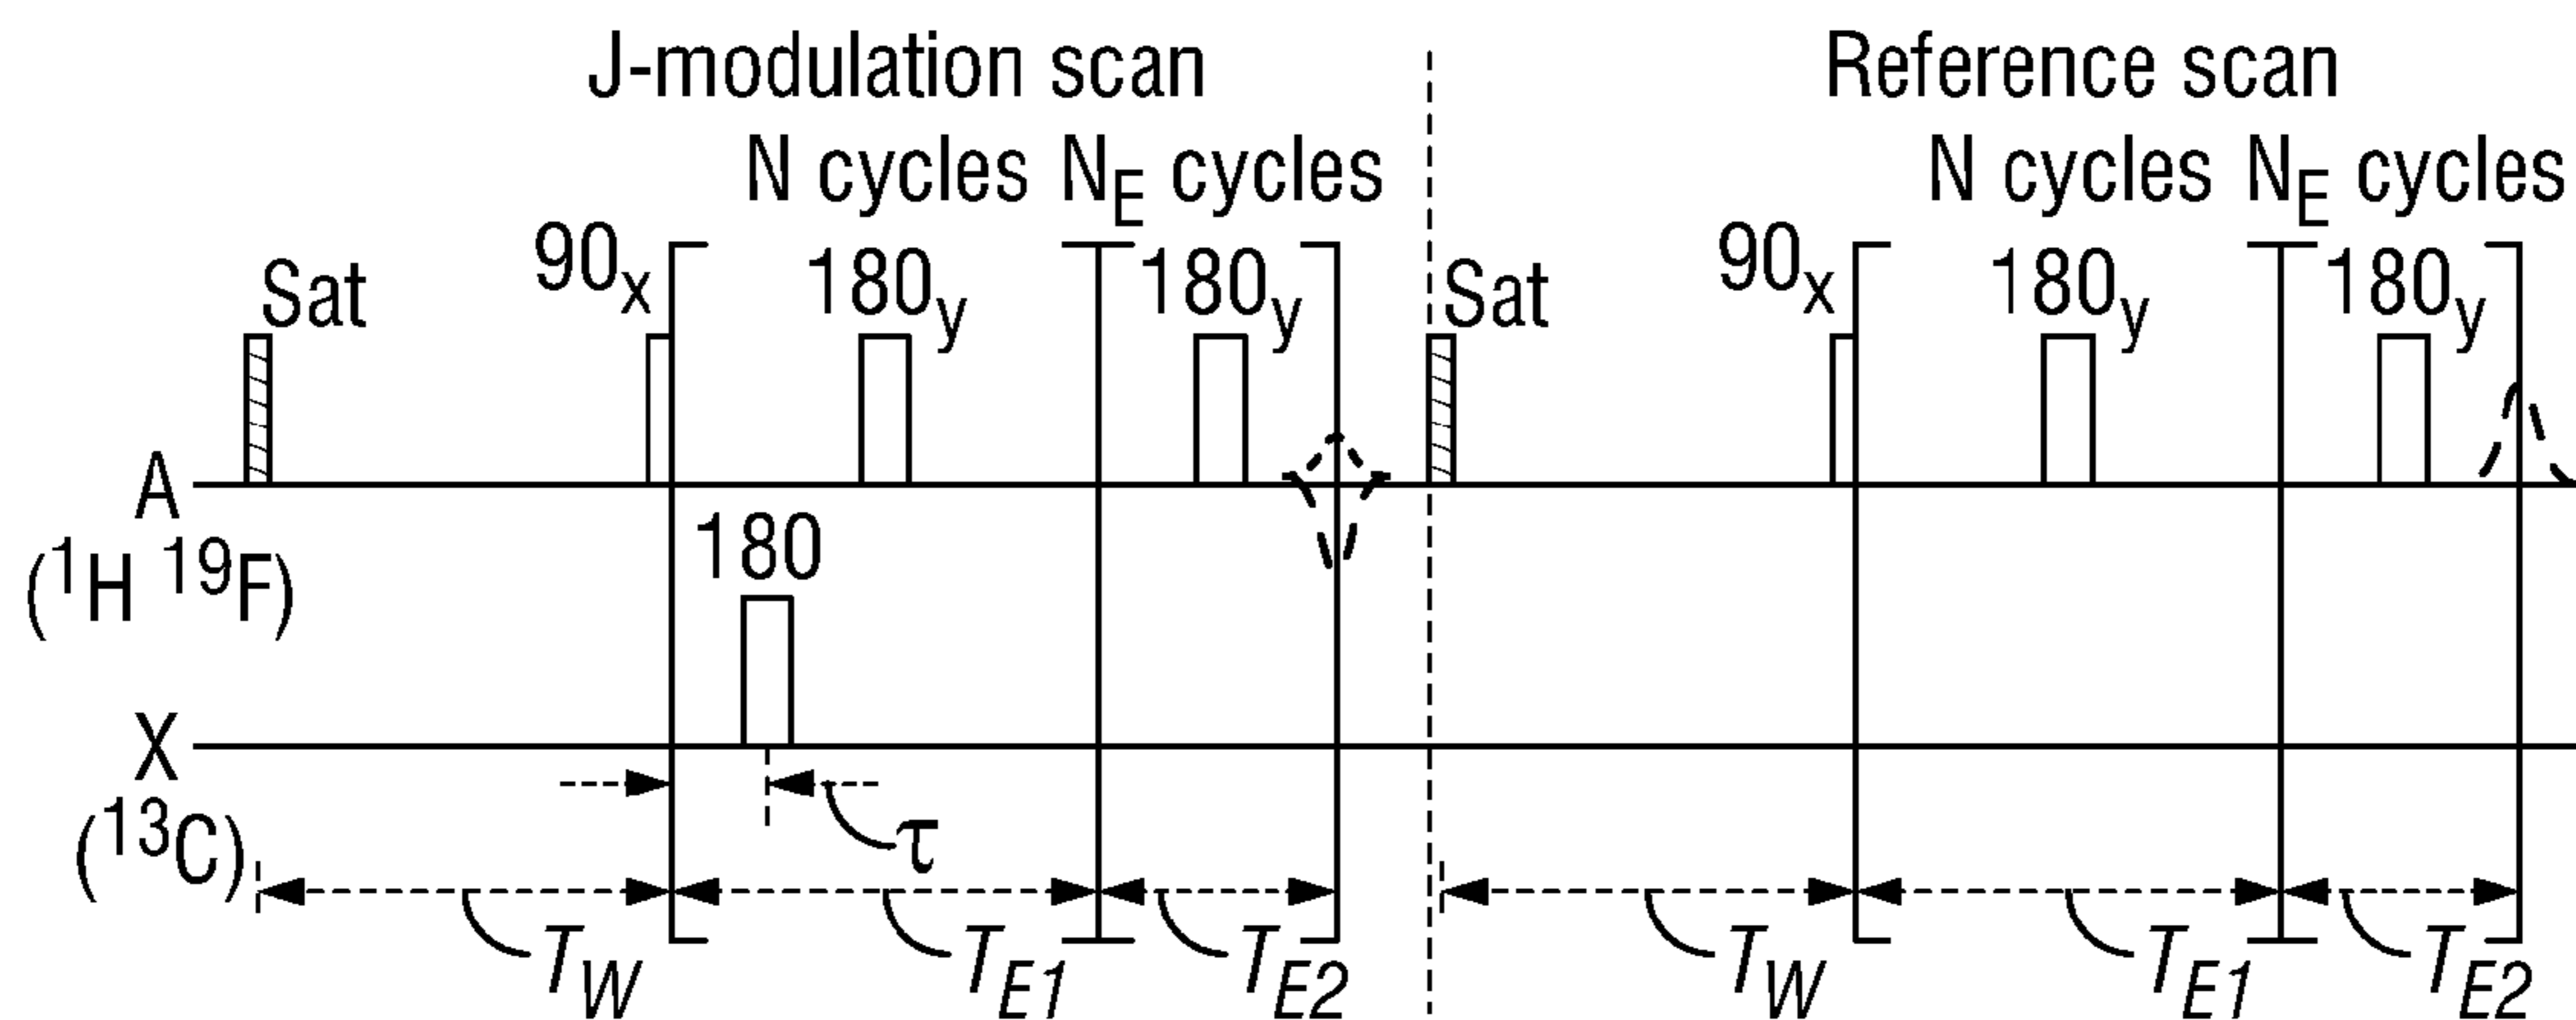 J-modulation scan Reference scan
N cycles N_E cycles N cycles N_E cycles
Sat 90_x 180_y 180_y Sat 90_x 180_y 180_y
A
(¹H ¹⁹F)
180
X
(¹³C)
τ
T_W T_E1 T_E2 T_W T_E1 T_E2